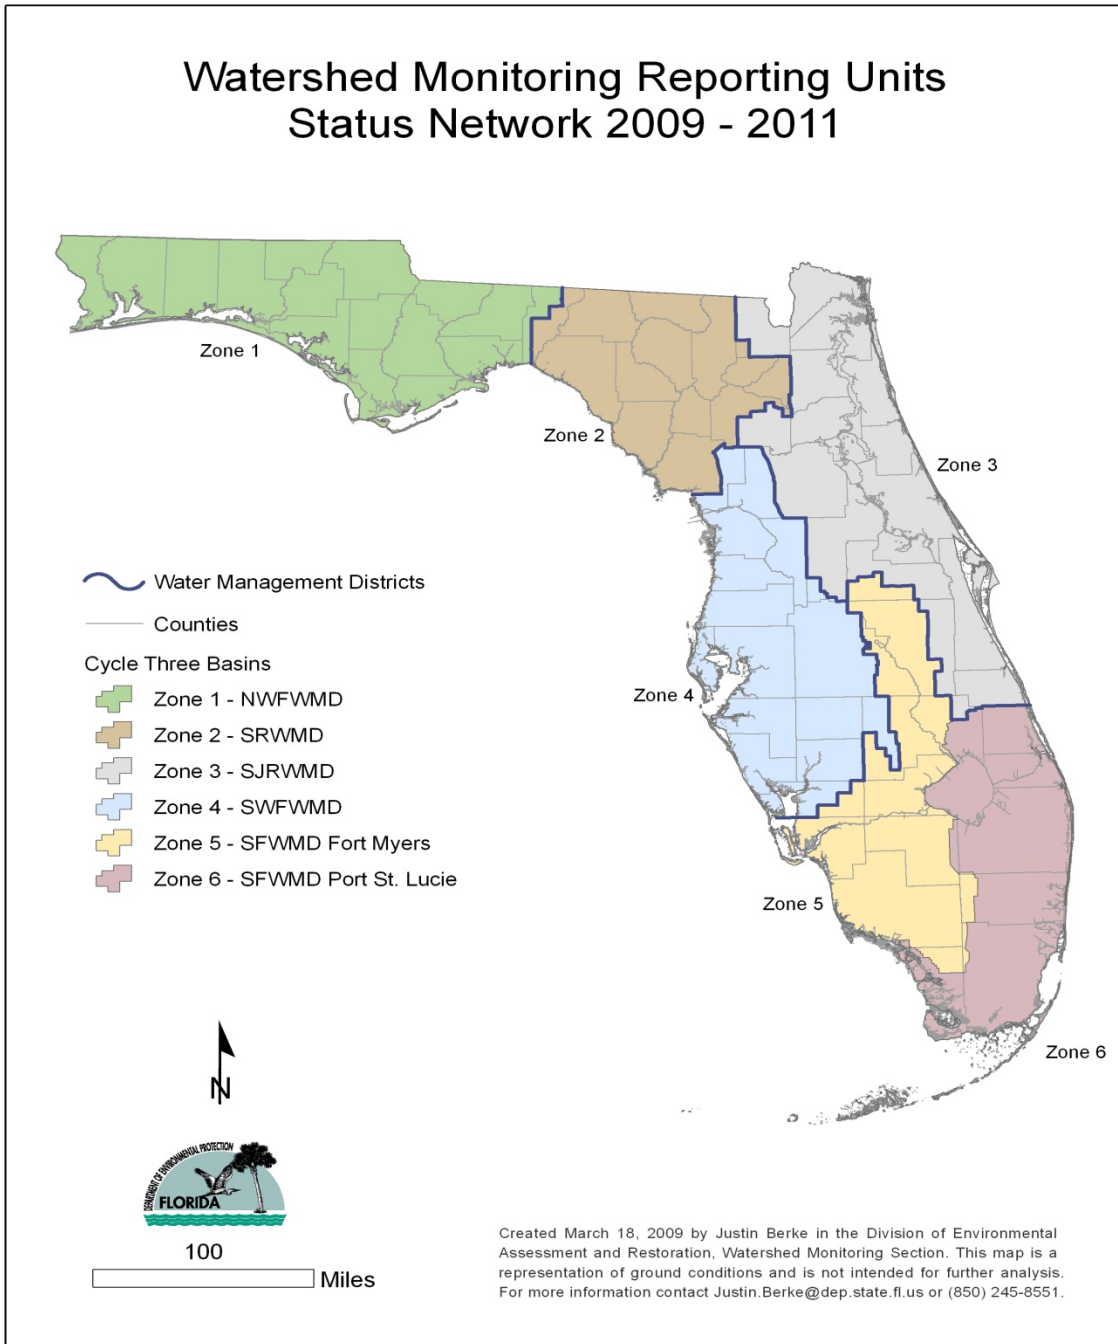 Watershed Monitoring Reporting Units
Status Network 2009 - 2011
Zone 1
Zone 2
Zone 3
Zone 4
Zone 5
Zone 6
Water Management Districts
Counties
Cycle Three Basins
Zone 1 - NWFWMD
Zone 2 - SRWMD
Zone 3 - SJRWMD
Zone 4 - SWFWMD
Zone 5 - SFWMD Fort Myers
Zone 6 - SFWMD Port St. Lucie
N
DEPARTMENT OF ENVIRONMENTAL PROTECTION
FLORIDA
100
Miles
Created March 18, 2009 by Justin Berke in the Division of Environmental
Assessment and Restoration, Watershed Monitoring Section. This map is a
representation of ground conditions and is not intended for further analysis.
For more information contact Justin.Berke@dep.state.fl.us or (850) 245-8551.